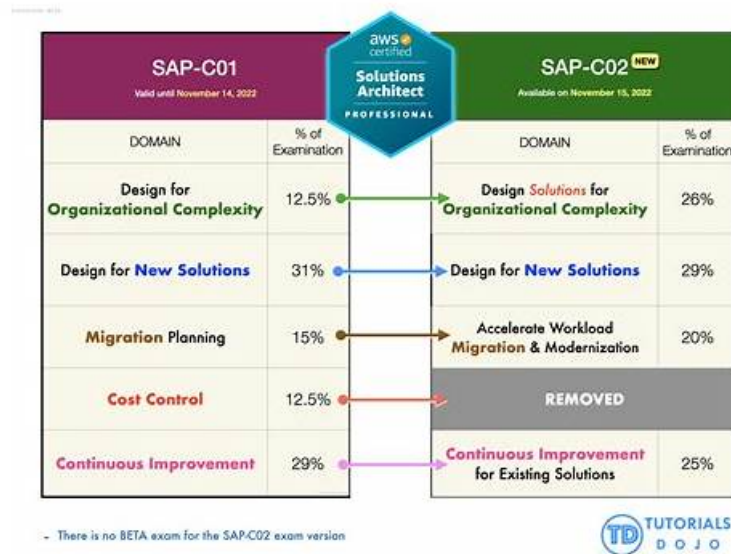 SAP-C01
Valid until November 14, 2022
aws
certified
Solutions
Architect
PROFESSIONAL
SAP-C02 NEW
Available on November 15, 2022
DOMAIN
% of
Examination
DOMAIN
% of
Examination
Design for
Organizational Complexity
12.5%
Design Solutions for
Organizational Complexity
26%
Design for New Solutions
31%
Design for New Solutions
29%
Migration Planning
15%
Accelerate Workload
Migration & Modernization
20%
Cost Control
12.5%
REMOVED
Continuous Improvement
29%
Continuous Improvement
for Existing Solutions
25%
- There is no BETA exam for the SAP-C02 exam version
TD
TUTORIALS
DOJO